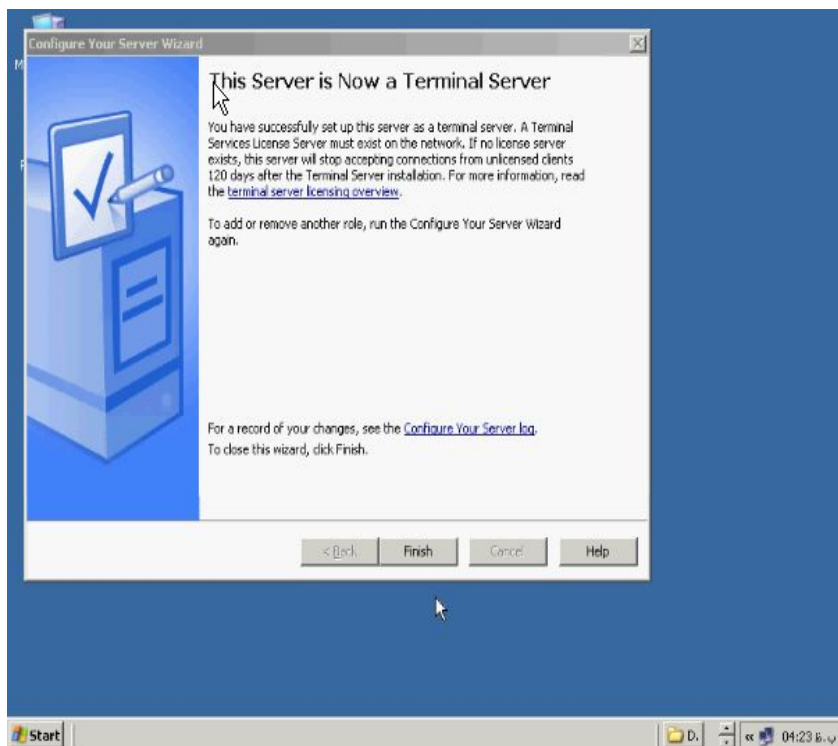 Configure Your Server Wizard
This Server is Now a Terminal Server
You have successfully set up this server as a terminal server. A Terminal
Services License Server must exist on the network. If no license server
exists, this server will stop accepting connections from unlicensed clients
120 days after the Terminal Server installation. For more information, read
the terminal server licensing overview.
To add or remove another role, run the Configure Your Server Wizard
again.
For a record of your changes, see the Configure Your Server log.
To close this wizard, click Finish.
< Back
Finish
Cancel
Help
Start
D.
«
04:23